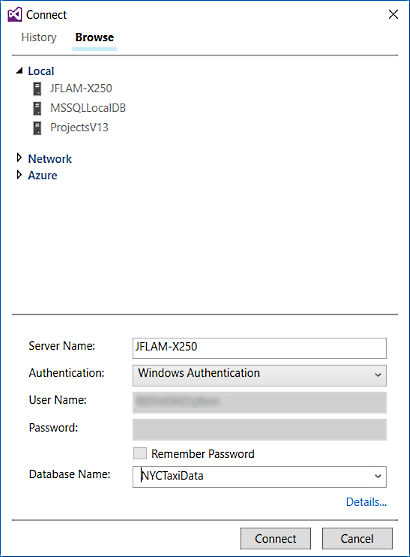 Connect
History Browse
Local
JFLAM-X250
MSSQLLocalDB
ProjectsV13
Network
Azure
Server Name: JFLAM-X250
Authentication: Windows Authentication
User Name:
Password:
Remember Password
Database Name: NYCTaxiData
Details...
Connect Cancel